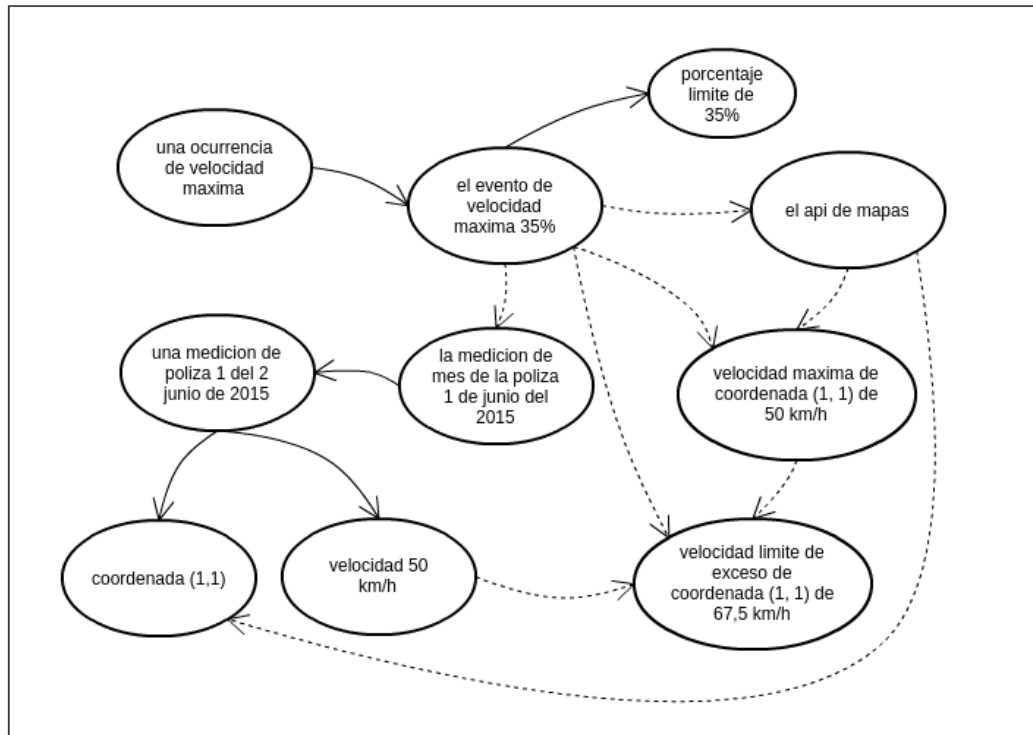 porcentaje
limite de
35%
una ocurrencia
de velocidad
maxima
el evento de
velocidad
maxima 35%
el api de mapas
una medicion de
poliza 1 del 2
junio de 2015
la medicion de
mes de la poliza
1 de junio del
2015
velocidad maxima de
coordenada (1, 1) de
50 km/h
coordenada (1,1)
velocidad 50
km/h
velocidad limite de
exceso de
coordenada (1, 1) de
67,5 km/h